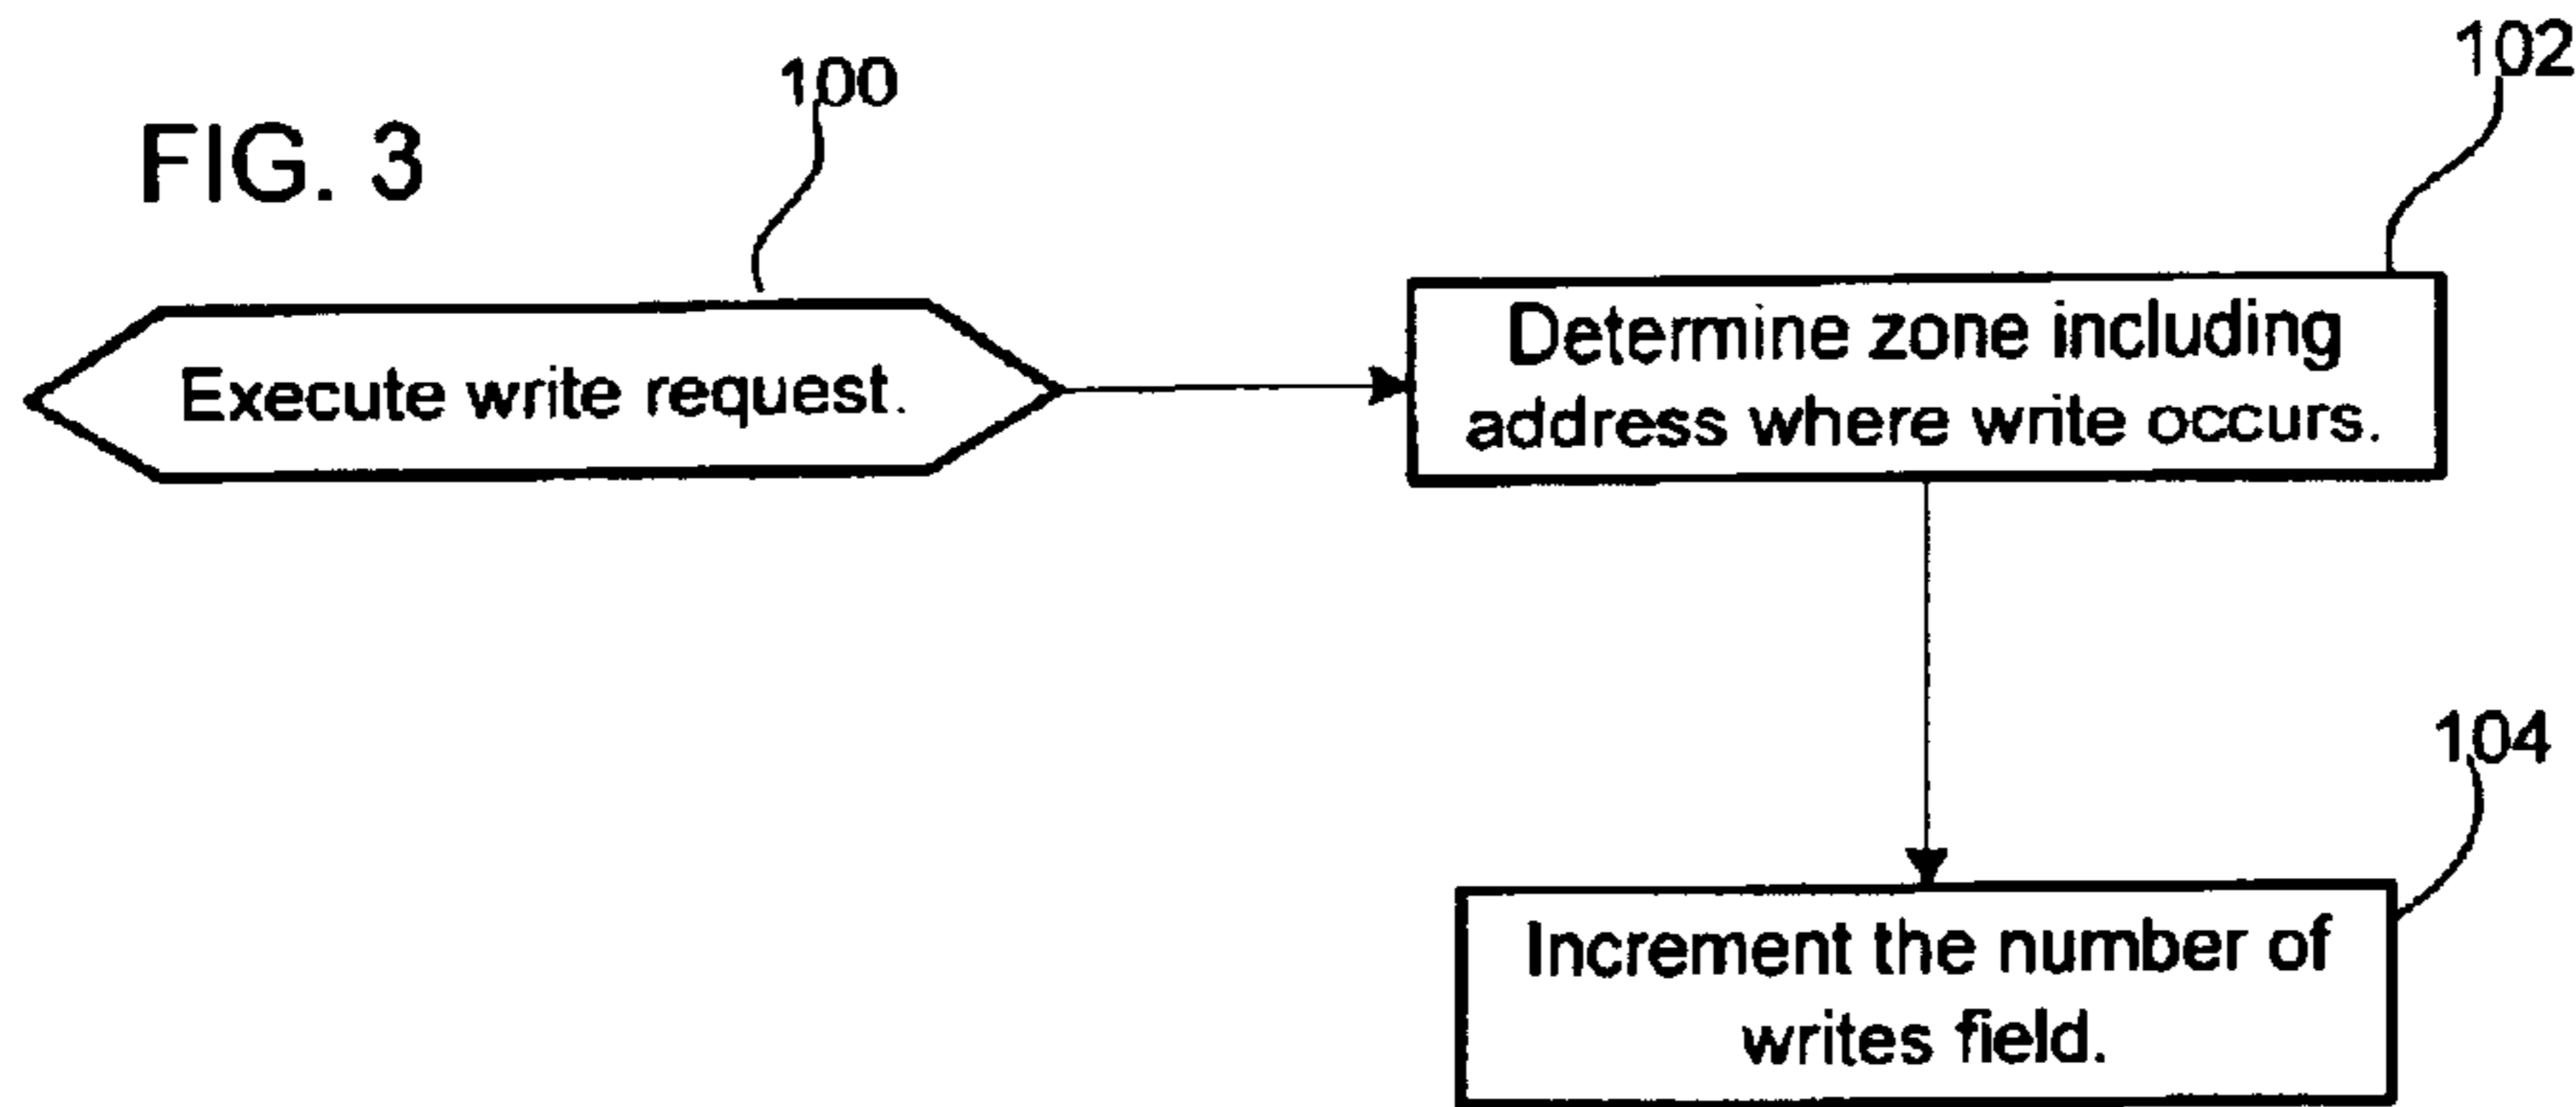 102
100
FIG. 3
Determine zone including
Execute write request.
address where write occurs.
104
Increment the number of
writes field.